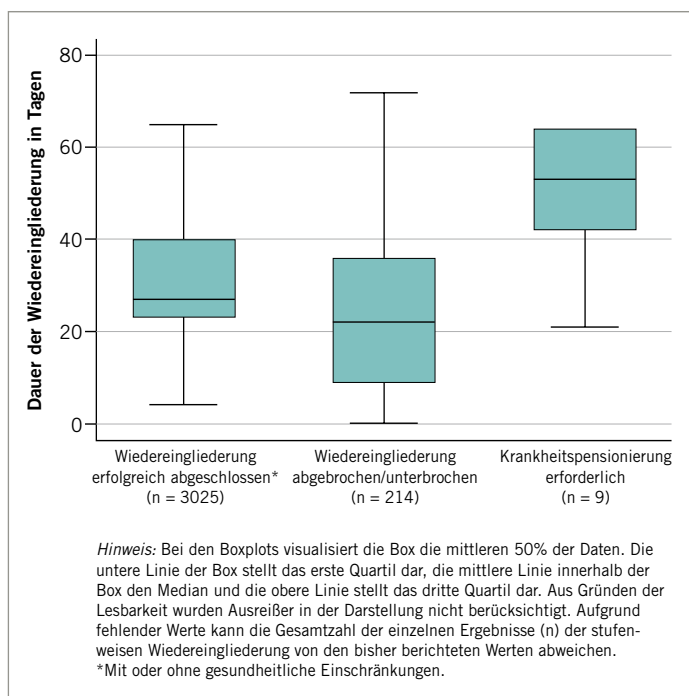 Dauer der Wiedereingliederung in Tagen
80
60
40
20
0
Wiedereingliederung
erfolgreich abgeschlossen*
(n = 3025)
Wiedereingliederung
abgebrochen/unterbrochen
(n = 214)
Krankheitspensionierung
erforderlich
(n = 9)
Hinweis: Bei den Boxplots visualisiert die Box die mittleren 50% der Daten. Die
untere Linie der Box stellt das erste Quartil dar, die mittlere Linie innerhalb der
Box den Median und die obere Linie stellt das dritte Quartil dar. Aus Gründen der
Lesbarkeit wurden Ausreißer in der Darstellung nicht berücksichtigt. Aufgrund
fehlender Werte kann die Gesamtzahl der einzelnen Ergebnisse (n) der stufen-
weisen Wiedereingliederung von den bisher berichteten Werten abweichen.
*Mit oder ohne gesundheitliche Einschränkungen.